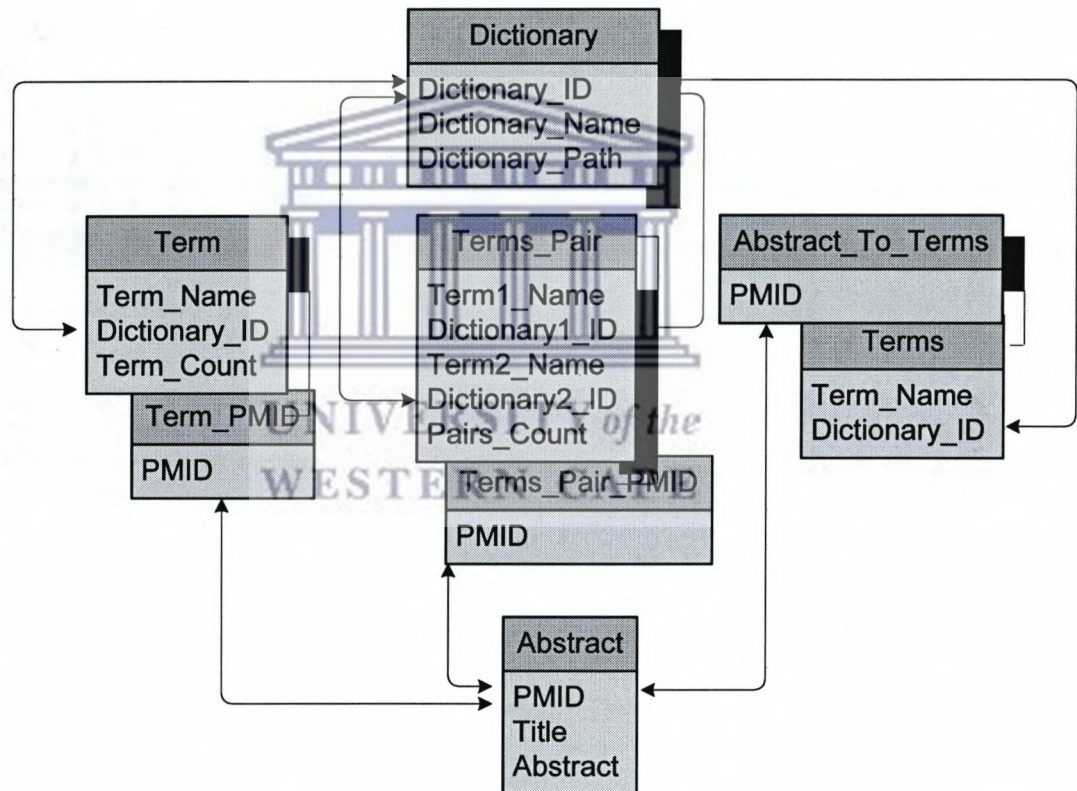 Dictionary
Dictionary_ID
Dictionary_Name
Dictionary_Path
Term
Term_Name
Dictionary_ID
Term_Count
Term_PMID
PMID
Terms_Pair
Term1_Name
Dictionary1_ID
Term2_Name
Dictionary2_ID
Pairs_Count
Terms_Pair_PMID
PMID
Abstract_To_Terms
PMID
Terms
Term_Name
Dictionary_ID
UNIVERSITY of the
WESTERN CAPE
Abstract
PMID
Title
Abstract